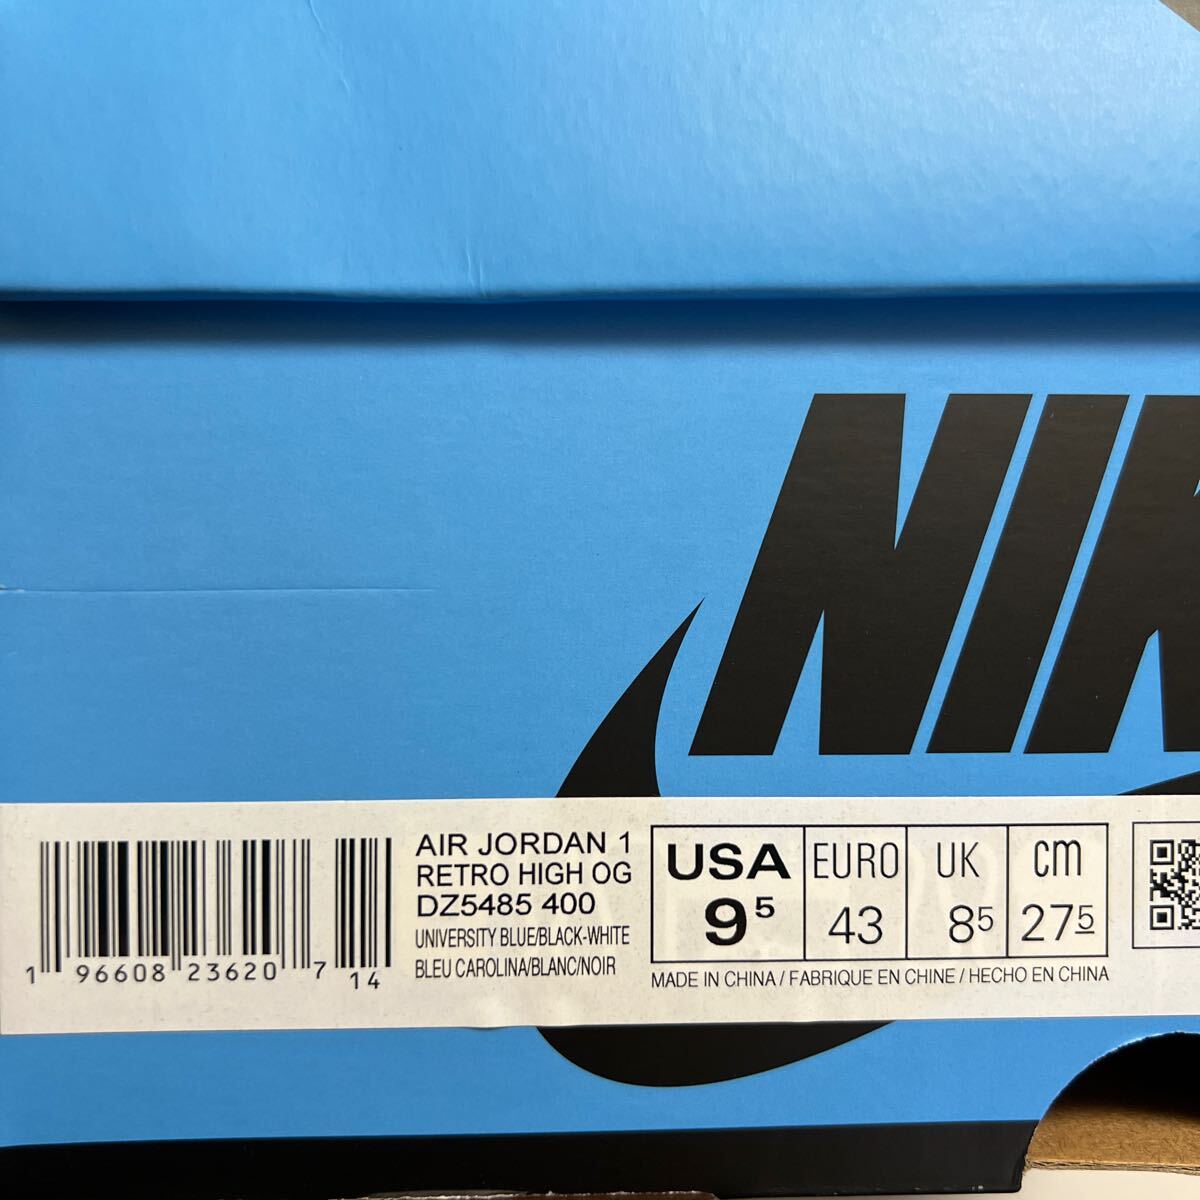 NIK
AIR JORDAN 1
RETRO HIGH OG
DZ5485 400
UNIVERSITY BLUE/BLACK-WHITE
BLEU CAROLINA/BLANC/NOIR
1 96608 23620 7 14
USA EURO UK cm
9⁵ 43 8⁵ 27⁵
MADE IN CHINA / FABRIQUE EN CHINE / HECHO EN CHINA